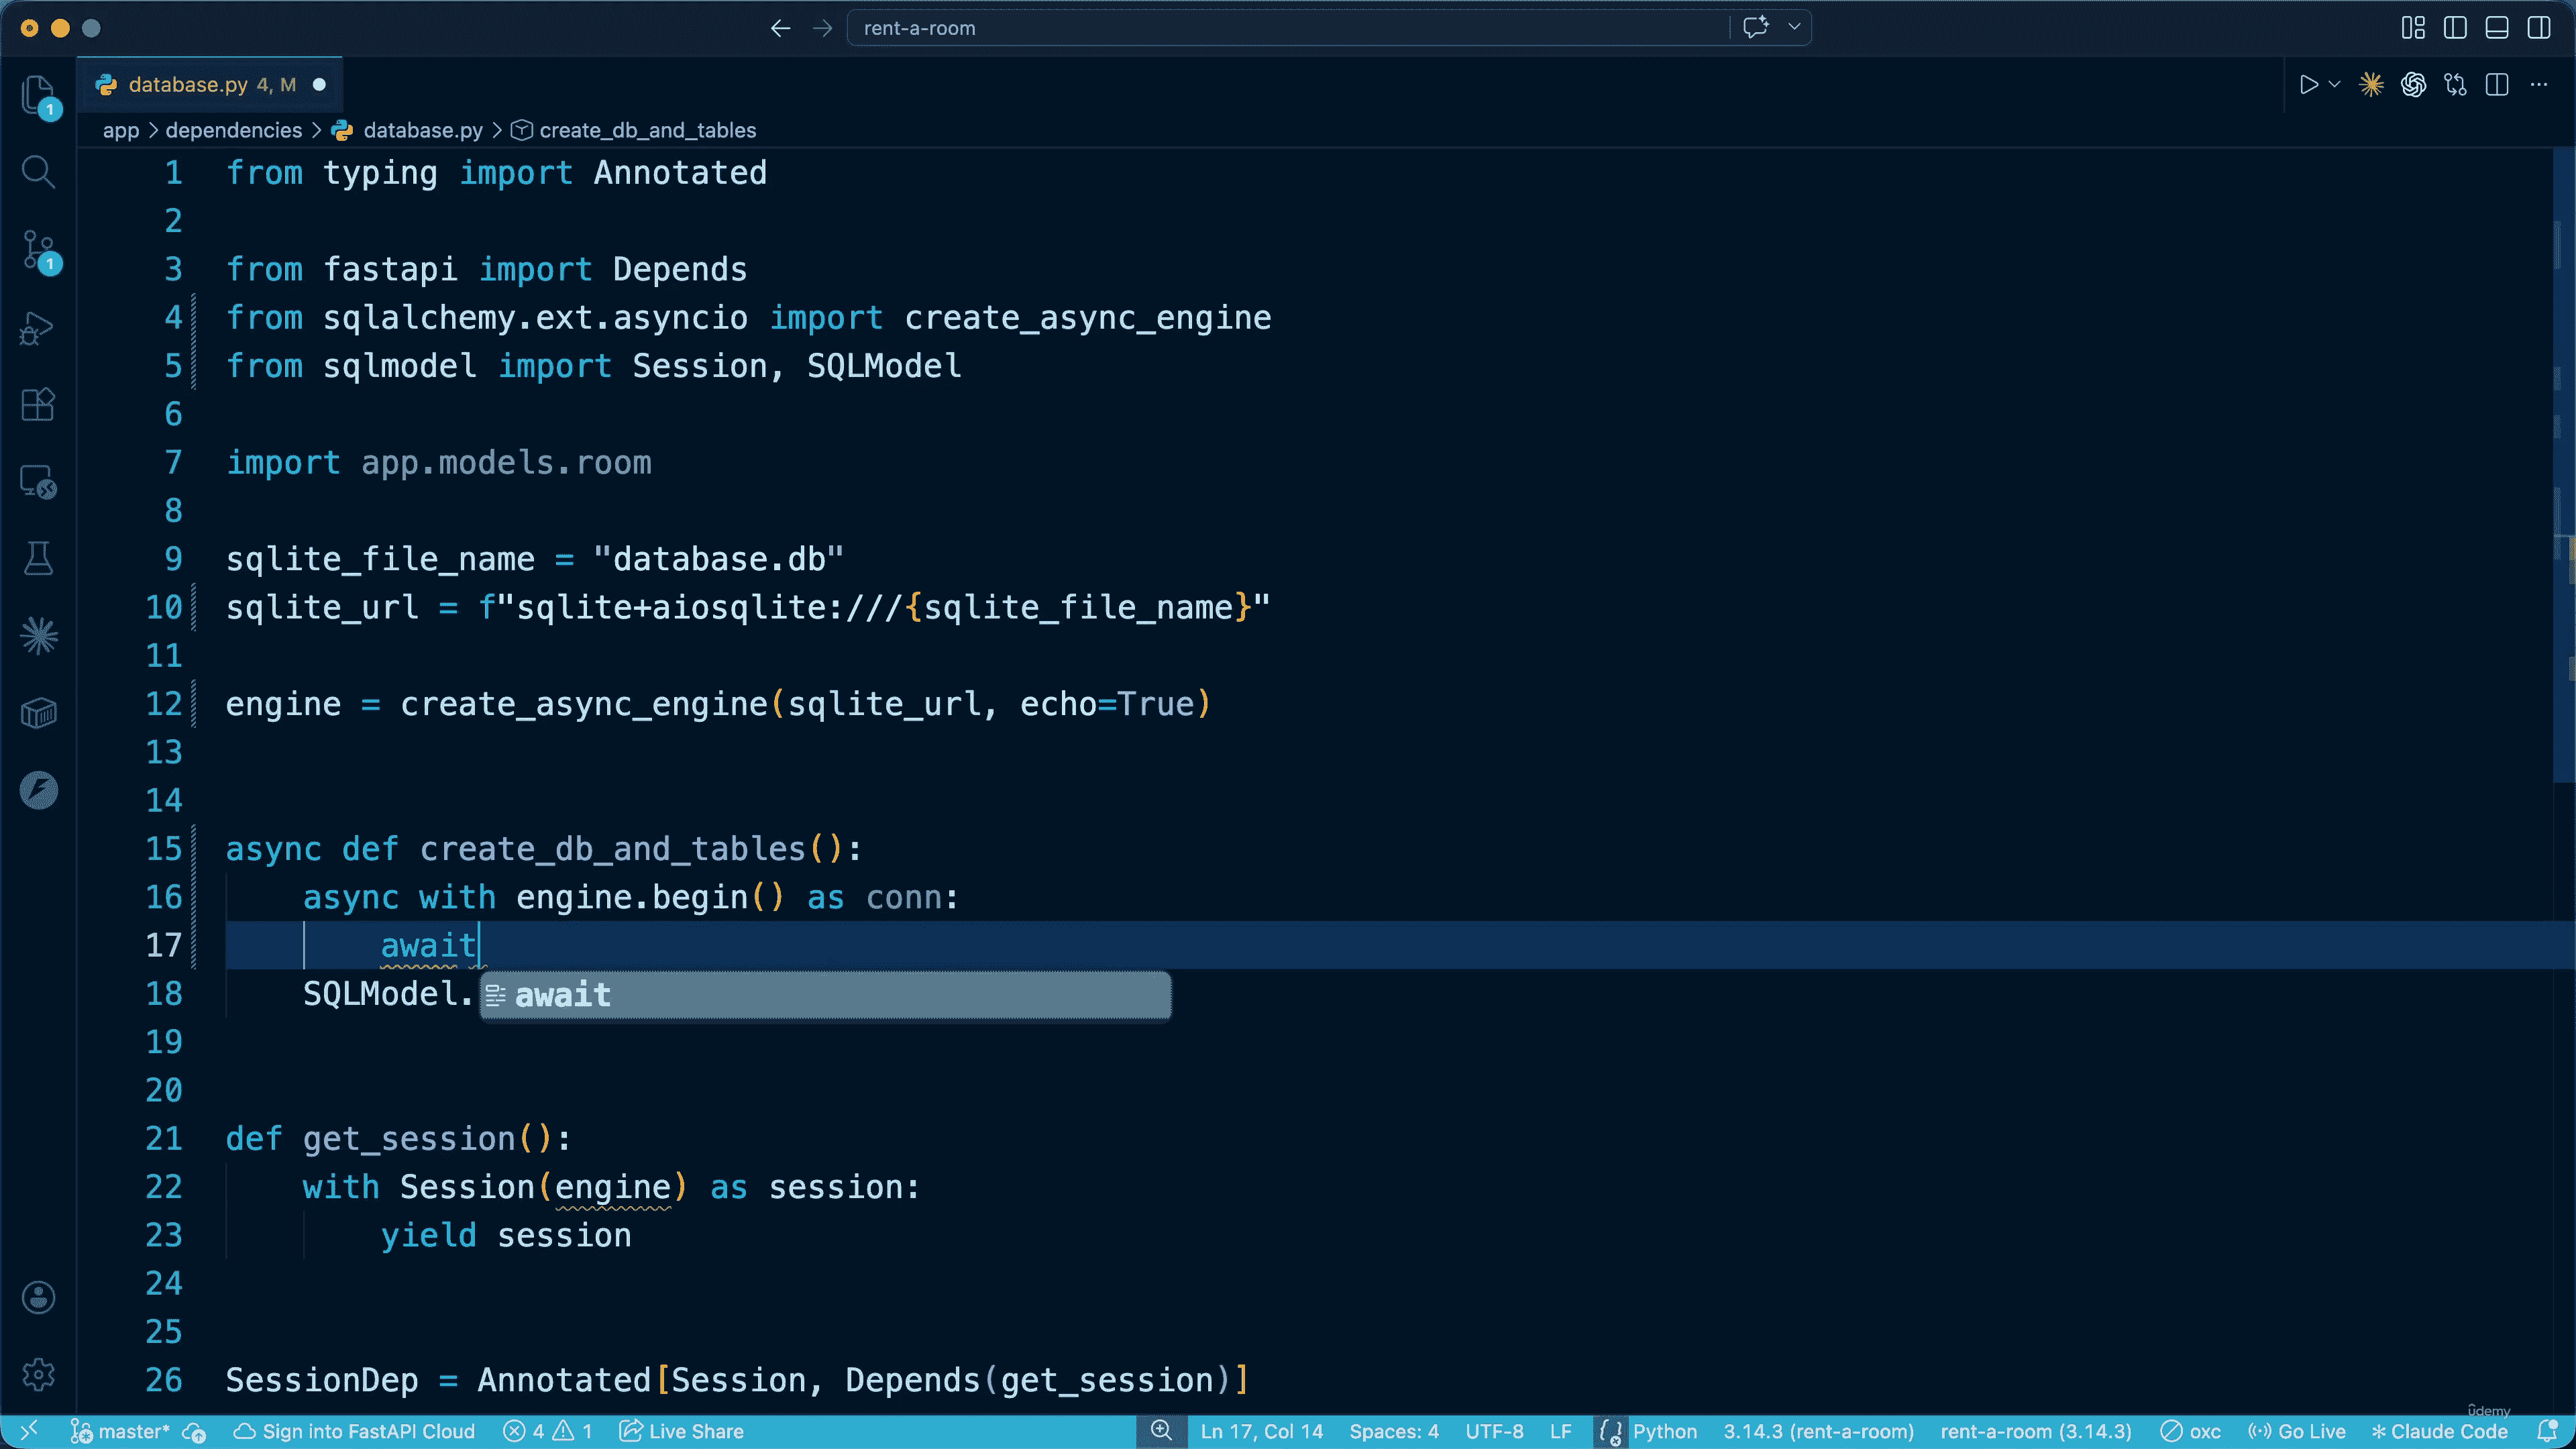 rent-a-room
database.py 4, M
app > dependencies > database.py > create_db_and_tables
1 from typing import Annotated
2
3 from fastapi import Depends
4 from sqlalchemy.ext.asyncio import create_async_engine
5 from sqlmodel import Session, SQLModel
6
7 import app.models.room
8
9 sqlite_file_name = "database.db"
10 sqlite_url = f"sqlite+aiosqlite:///{sqlite_file_name}"
11
12 engine = create_async_engine(sqlite_url, echo=True)
13
14
15 async def create_db_and_tables():
16 async with engine.begin() as conn:
17 await
18 SQLModel. await
19
20
21 def get_session():
22 with Session(engine) as session:
23 yield session
24
25
26 SessionDep = Annotated[Session, Depends(get_session)]
1
1
udemy
master* Sign into FastAPI Cloud 4 1 Live Share Ln 17, Col 14 Spaces: 4 UTF-8 LF Python 3.14.3 (rent-a-room) rent-a-room (3.14.3) oxc Go Live Claude Code